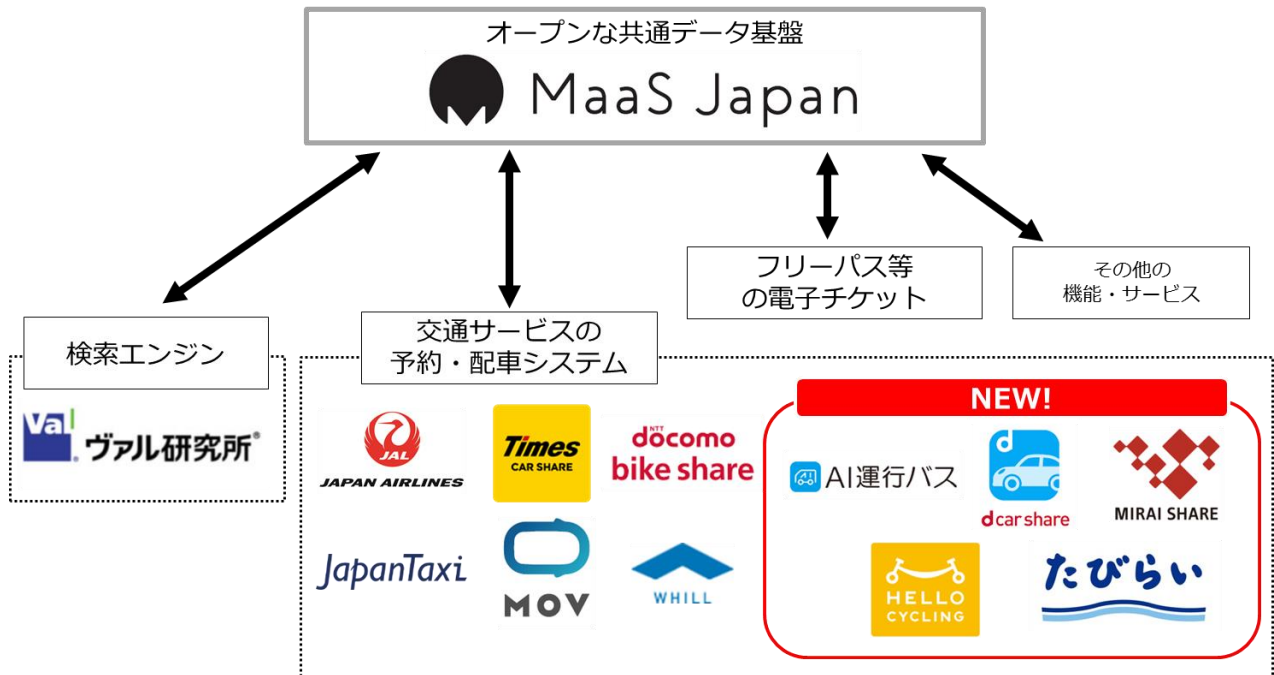 オープンな共通データ基盤
MaaS Japan
フリーパス等
の電子チケット
その他の
機能・サービス
検索エンジン
交通サービスの
予約・配車システム
Val
ヴァル研究所®
NEW!
JAL
JAPAN AIRLINES
Times
CAR SHARE
NTT
döcomo
bike share
AI
AI運行バス
d
d carshare
MIRAI SHARE
JapanTaxi
MOV
WHILL
HELLO
CYCLING
たびらい